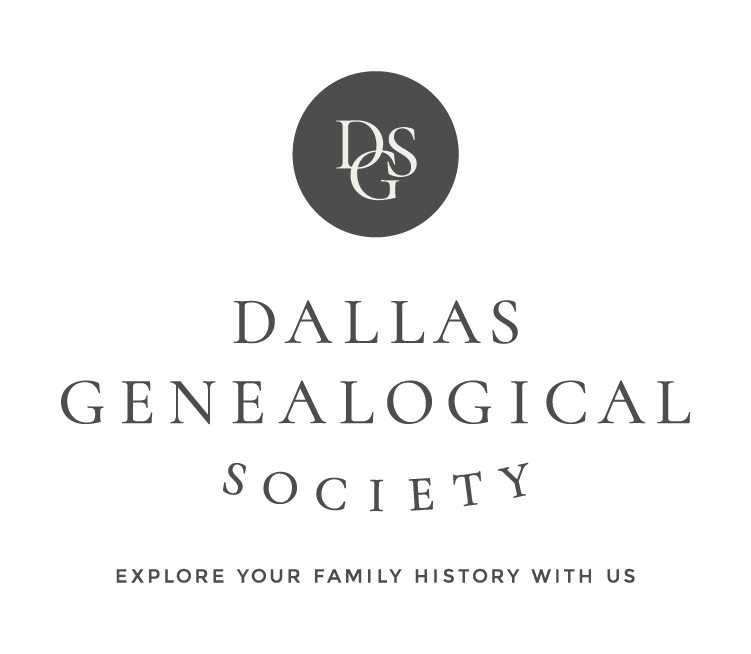 DGS
DALLAS
GENEALOGICAL
SOCIETY
EXPLORE YOUR FAMILY HISTORY WITH US